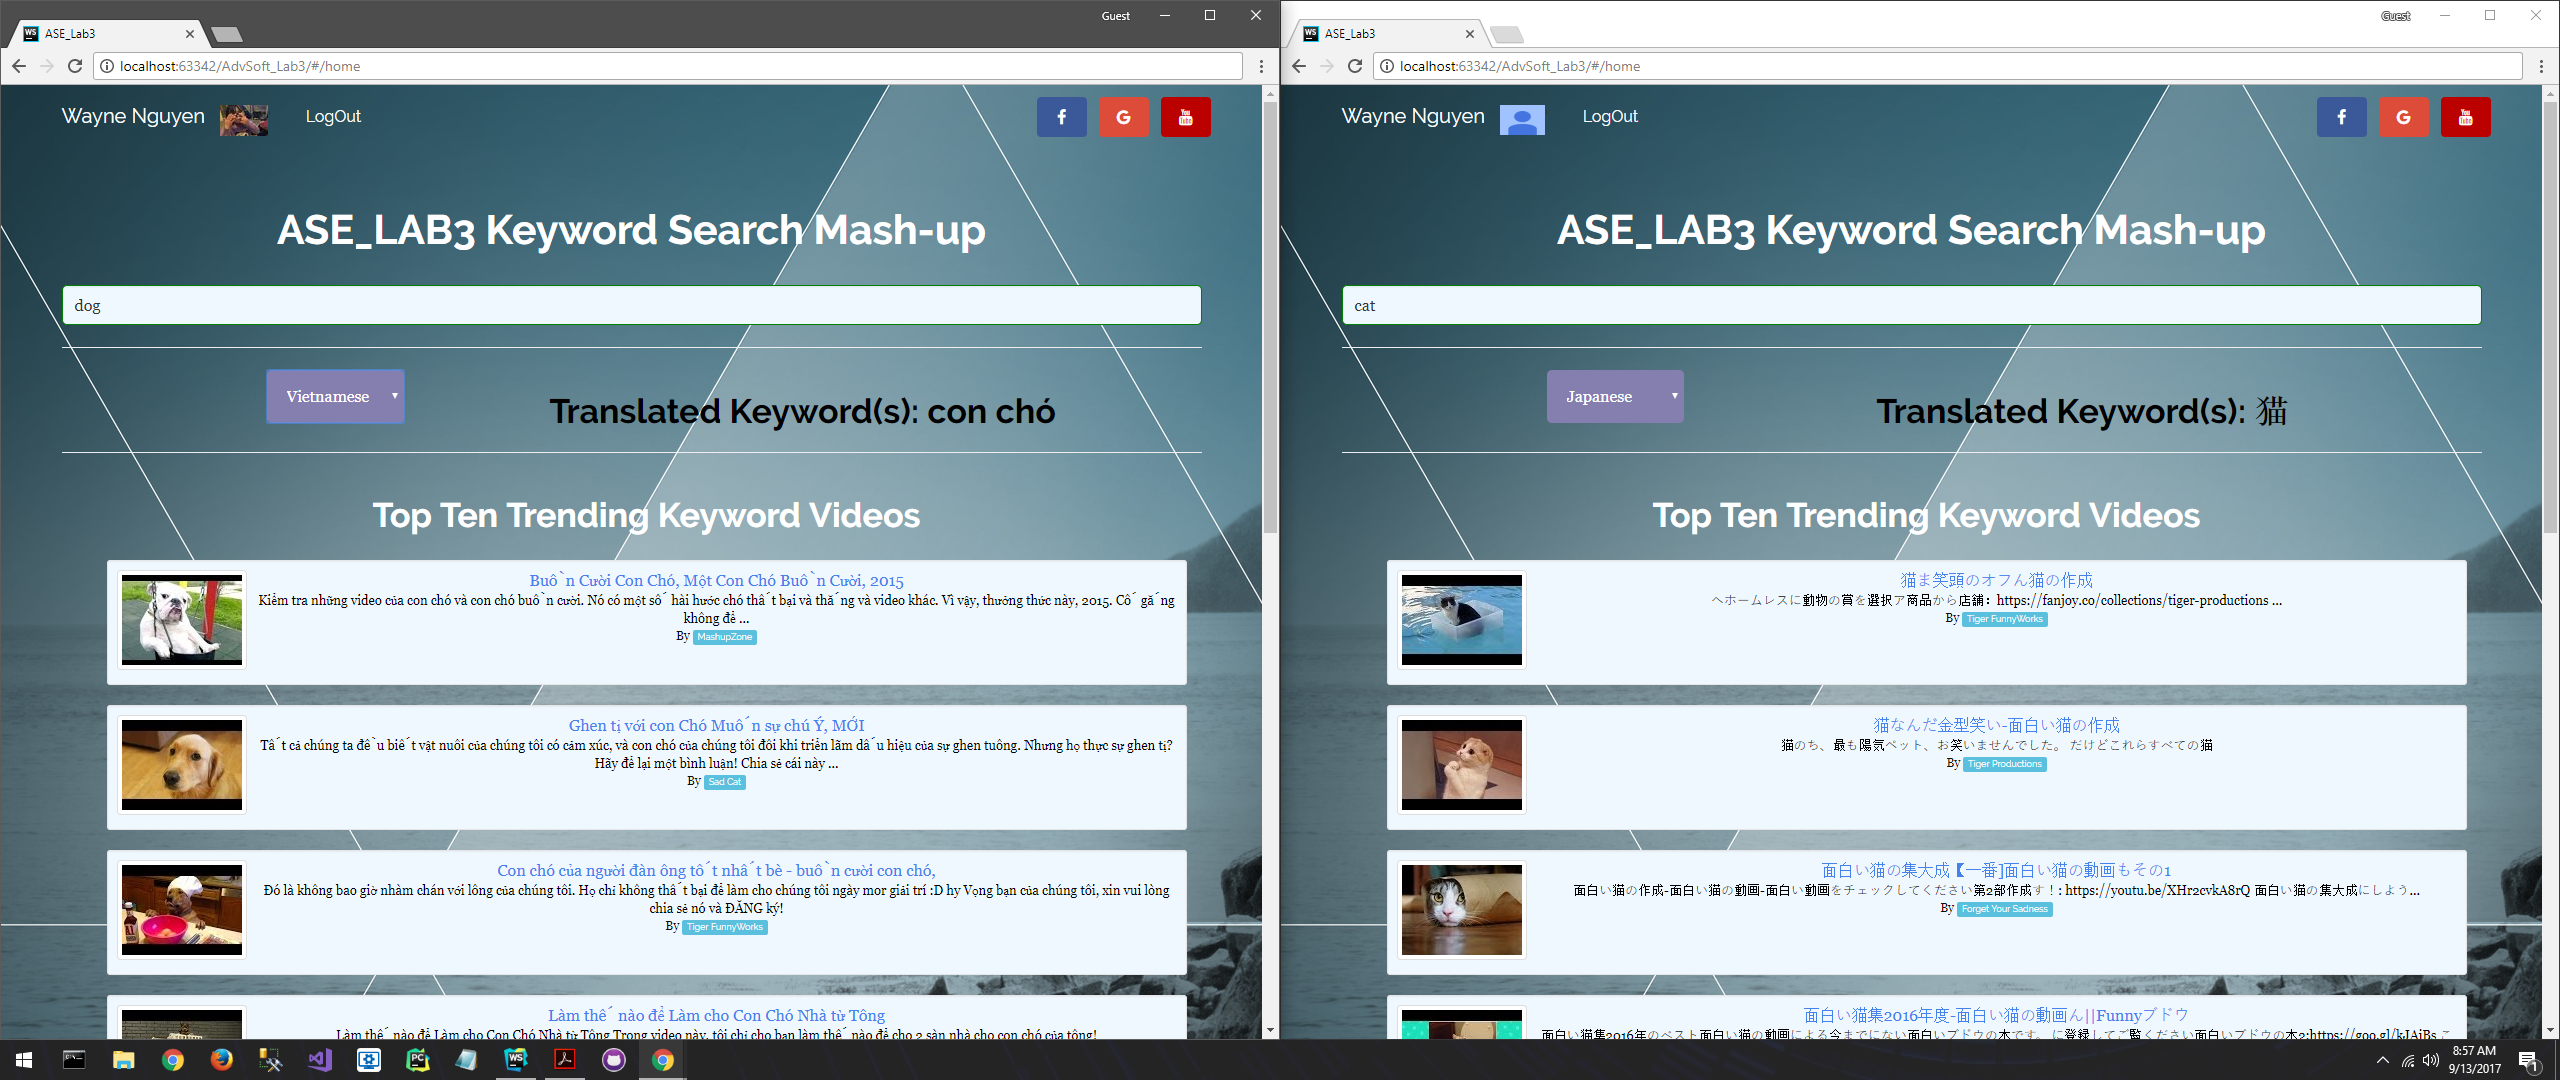 Guest
ASE_Lab3
localhost:63342/AdvSoft_Lab3/#/home
Wayne Nguyen
LogOut
ASE_LAB3 Keyword Search Mash-up
dog
Vietnamese
Translated Keyword(s): con chó
Top Ten Trending Keyword Videos
Buồn Cười Con Chó, Một Con Chó Buồn Cười, 2015
Kiểm tra những video của con chó và con chó buồn cười. Nó có một số hài hước chó thất bại và thắng và video khác. Vì vậy, thưởng thức này, 2015. Cố gắng
không để ...
By MashupZone
Ghen tị với con Chó Muốn sự chú Ý, MỚI
Tất cả chúng ta đều biết vật nuôi của chúng tôi có cảm xúc, và con chó của chúng tôi đôi khi triển lãm dấu hiệu của sự ghen tuông. Nhưng họ thực sự ghen tị?
Hãy để lại một bình luận! Chia sẻ cái này ...
By Sad Cat
Con chó của người đàn ông tốt nhất bè - buồn cười con chó,
Đó là không bao giờ nhàm chán với lông của chúng tôi. Họ chỉ không thất bại để làm cho chúng tôi ngày mor giải trí :D hy Vọng bạn của chúng tôi, xin vui lòng
chia sẻ nó và ĐĂNG ký!
By Tiger FunnyWorks
Làm thế nào để Làm cho Con Chó Nhà từ Tông
Làm thế nào để Làm cho Con Chó Nhà từ Tông Trong video này, tôi chỉ cho bạn làm thế nào để cho 2 sàn nhà cho con chó của tông!
Guest
ASE_Lab3
localhost:63342/AdvSoft_Lab3/#/home
Wayne Nguyen
LogOut
ASE_LAB3 Keyword Search Mash-up
cat
Japanese
Translated Keyword(s): 猫
Top Ten Trending Keyword Videos
猫ま笑頭のオフん猫の作成
ヘホームレスに動物の賞を選択ア商品から店舗：https://fanjoy.co/collections/tiger-productions ...
By Tiger FunnyWorks
猫なんだ金型笑い-面白い猫の作成
猫のち、最も陽気ペット、お笑いませんでした。 だけどこれらすべての猫
By Tiger Productions
面白い猫の集大成【一番]面白い猫の動画もその1
面白い猫の作成-面白い猫の動画-面白い動画をチェックしてください第2部作成す！: https://youtu.be/XHr2cvkA8rQ 面白い猫の集大成にしよう...
By Forget Your Sadness
面白い猫集2016年度-面白い猫の動画ん||Funnyブドウ
面白い猫集2016年のベスト面白い猫の動画による今までにない面白いブドウの木です。 に登録してご覧ください面白いブドウの木2:https://goo.gl/kJAjBs こ
8:57 AM
9/13/2017